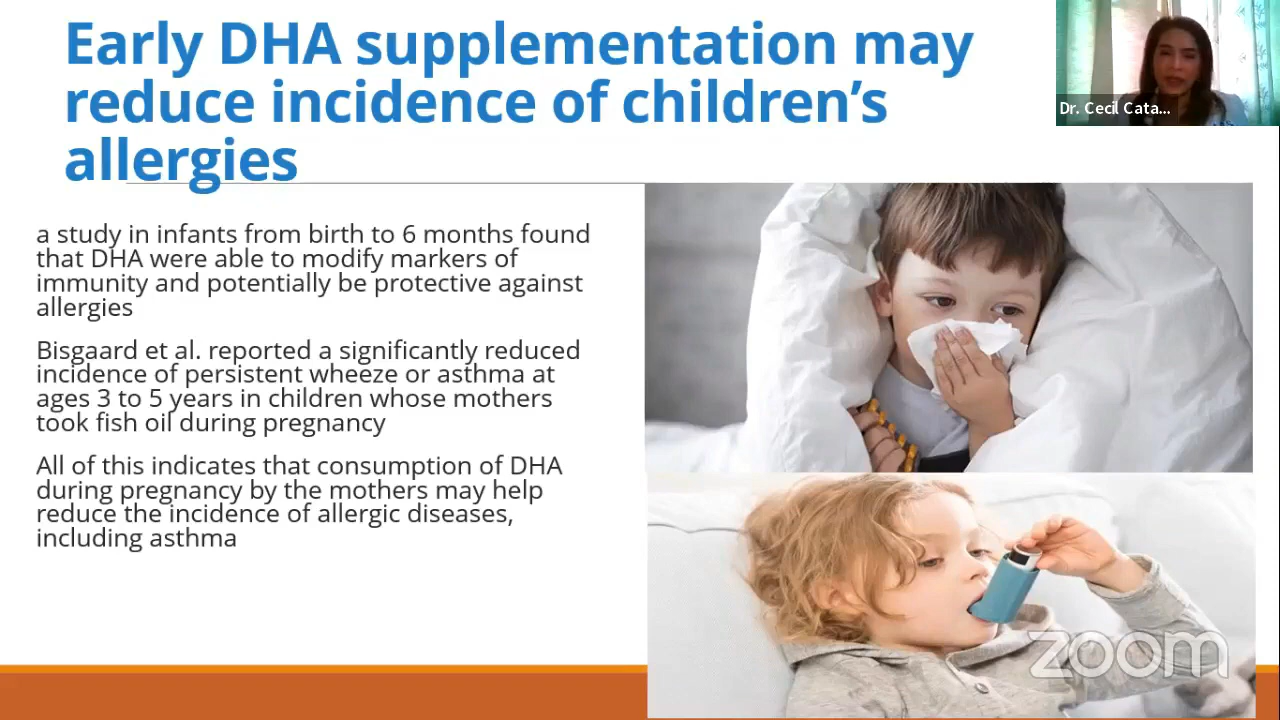 Early DHA supplementation may
reduce incidence of children’s
allergies
Dr. Cecil Cata...
a study in infants from birth to 6 months found
that DHA were able to modify markers of
immunity and potentially be protective against
allergies
Bisgaard et al. reported a significantly reduced
incidence of persistent wheeze or asthma at
ages 3 to 5 years in children whose mothers
took fish oil during pregnancy
All of this indicates that consumption of DHA
during pregnancy by the mothers may help
reduce the incidence of allergic diseases,
including asthma
zoom